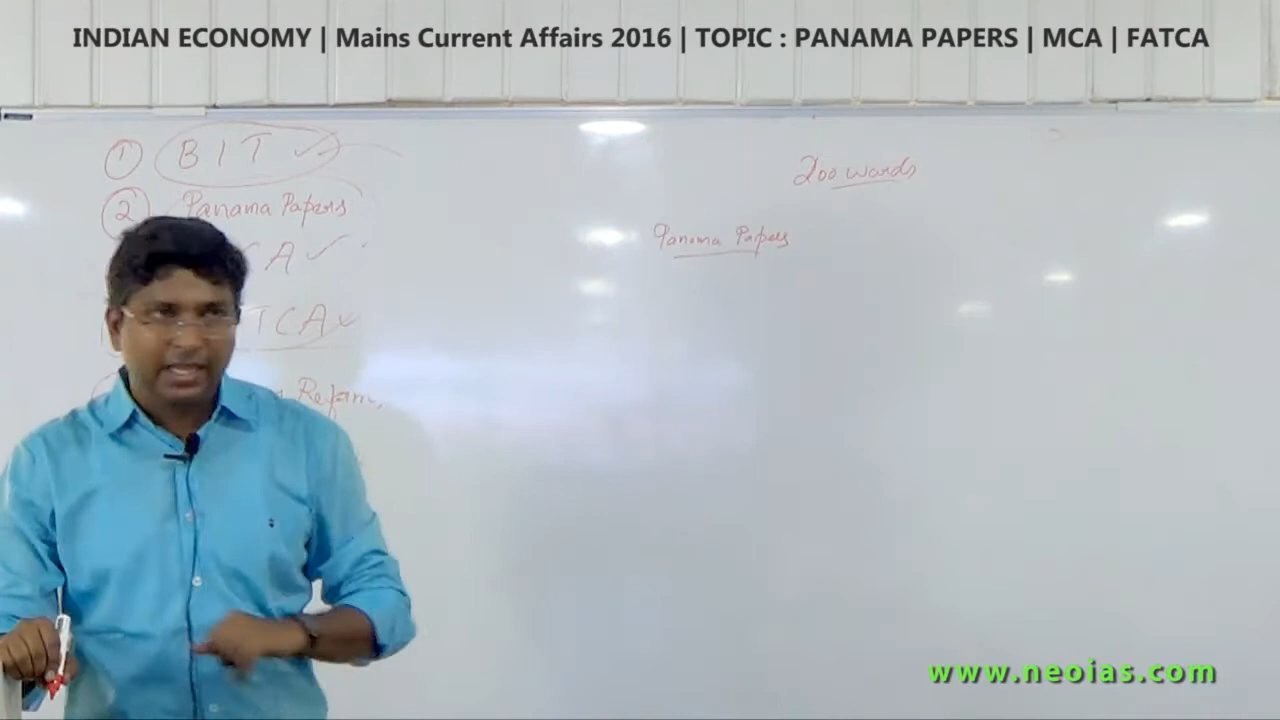 INDIAN ECONOMY | Mains Current Affairs 2016 | TOPIC : PANAMA PAPERS | MCA | FATCA
1 BIT ✓
2 Panama Papers
A ✓
TCA ✓
Reform,
200 words
Panama Papers
www.neoias.com